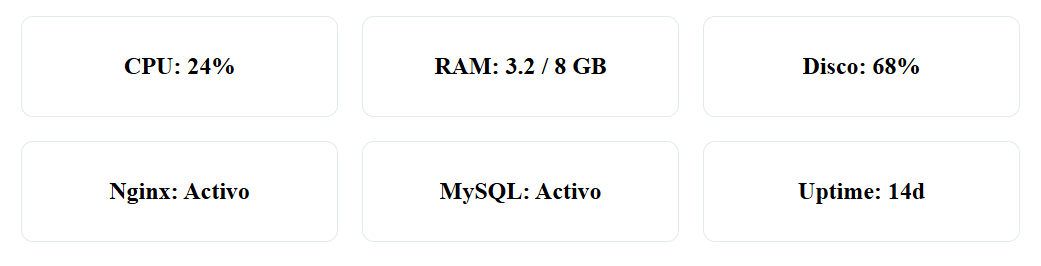 CPU: 24%
RAM: 3.2 / 8 GB
Disco: 68%
Nginx: Activo
MySQL: Activo
Uptime: 14d